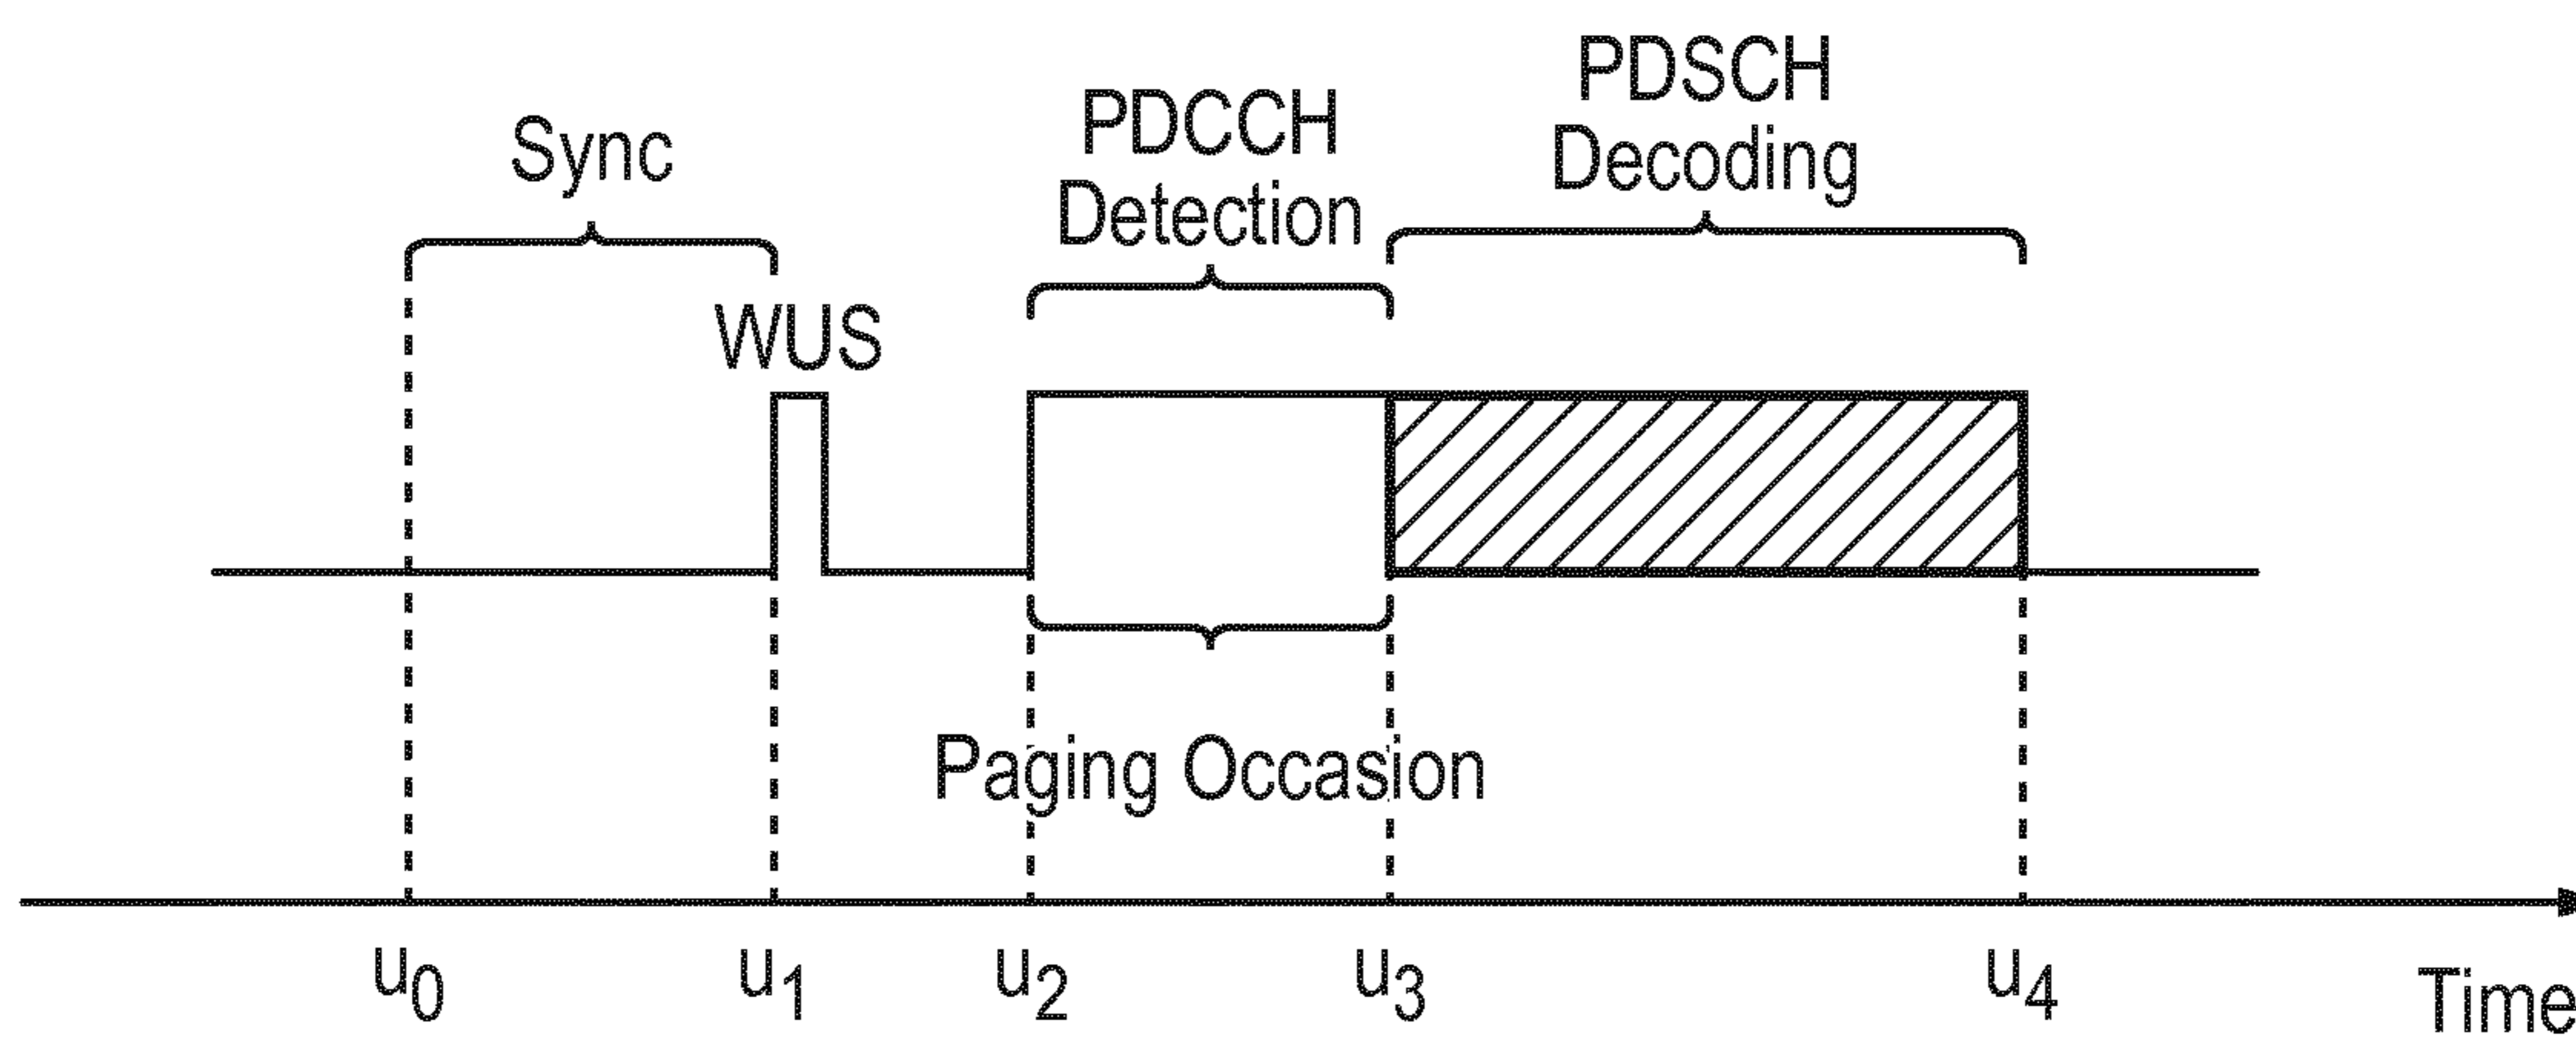 Sync
WUS
PDCCH
Detection
PDSCH
Decoding
Paging Occasion
u0
u1
u2
u3
u4
Time